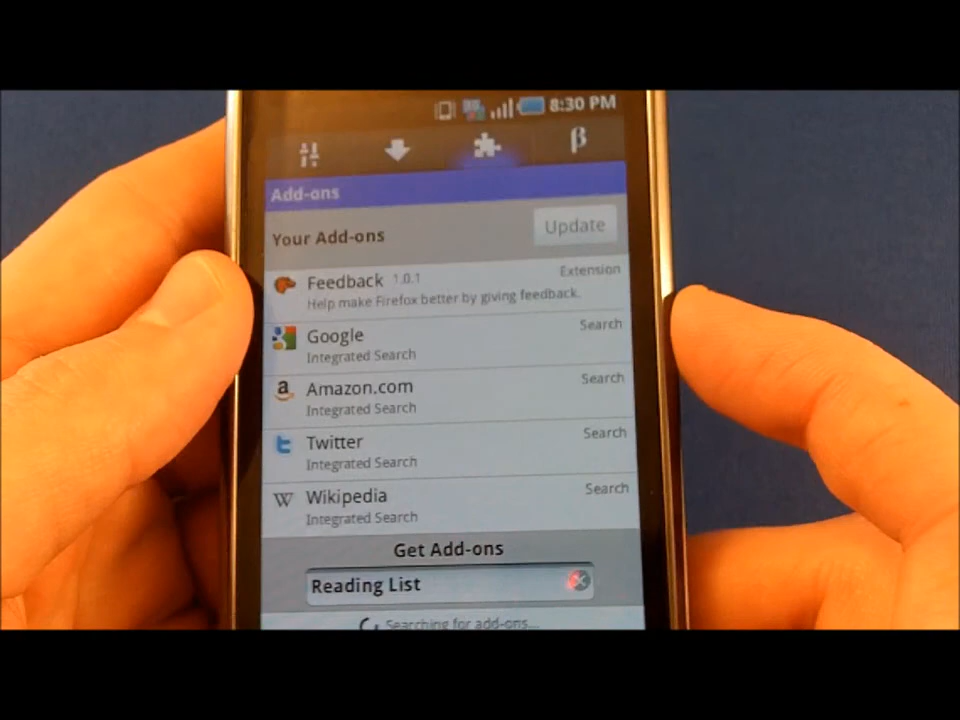 8:30 PM
β
Add-ons
Your Add-ons
Update
Feedback 1.0.1
Extension
Help make Firefox better by giving feedback.
Google
Search
Integrated Search
a
Amazon.com
Search
Integrated Search
t
Twitter
Search
Integrated Search
W
Wikipedia
Search
Integrated Search
Get Add-ons
Reading List
Searching for add-ons...